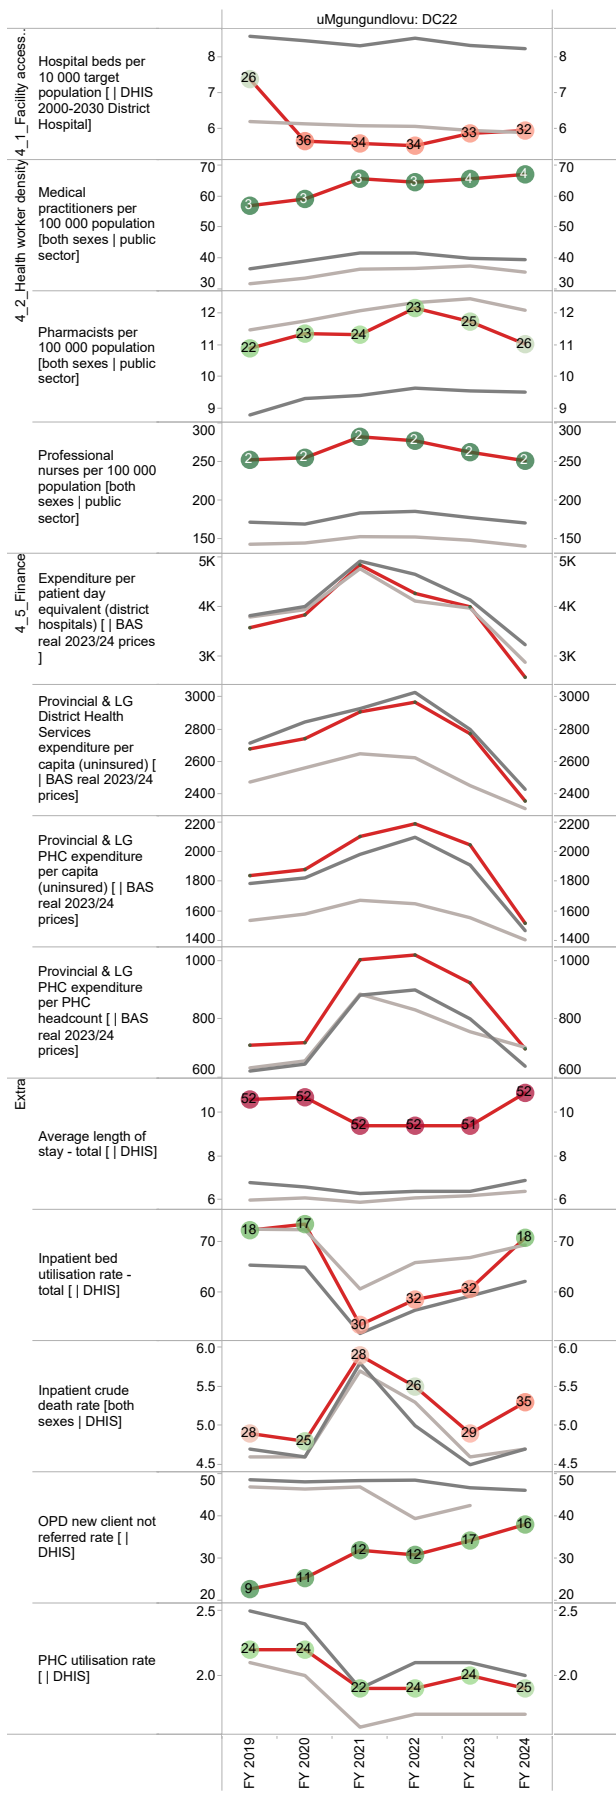 uMgungundlovu: DC22
4_1_Facility access..
Hospital beds per
10 000 target
population [ | DHIS
2000-2030 District
Hospital]
8
7
6
26
36
34
34
33
32
8
7
6
4_2_Health worker density
Medical
practitioners per
100 000 population
[both sexes | public
sector]
70
60
50
40
30
3
3
3
3
4
4
70
60
50
40
30
Pharmacists per
100 000 population
[both sexes | public
sector]
12
11
10
9
22
23
24
23
25
26
12
11
10
9
Professional
nurses per 100 000
population [both
sexes | public
sector]
300
250
200
150
2
2
2
2
2
2
300
250
200
150
4_5_Finance
Expenditure per
patient day
equivalent (district
hospitals) [ | BAS
real 2023/24 prices
]
5K
4K
3K
5K
4K
3K
Provincial & LG
District Health
Services
expenditure per
capita (uninsured) [
| BAS real 2023/24
prices]
3000
2800
2600
2400
3000
2800
2600
2400
Provincial & LG
PHC expenditure
per capita
(uninsured) [ | BAS
real 2023/24
prices]
2200
2000
1800
1600
1400
2200
2000
1800
1600
1400
Provincial & LG
PHC expenditure
per PHC
headcount [ | BAS
real 2023/24
prices]
1000
800
600
1000
800
600
Extra
Average length of
stay - total [ | DHIS]
10
8
6
52
52
52
52
51
52
10
8
6
Inpatient bed
utilisation rate -
total [ | DHIS]
70
60
18
17
30
32
32
18
70
60
Inpatient crude
death rate [both
sexes | DHIS]
6.0
5.5
5.0
4.5
28
25
28
26
29
35
6.0
5.5
5.0
4.5
OPD new client not
referred rate [ |
DHIS]
50
40
30
20
9
11
12
12
17
16
50
40
30
20
PHC utilisation rate
[ | DHIS]
2.5
2.0
24
24
22
24
24
25
2.5
2.0
FY 2019
FY 2020
FY 2021
FY 2022
FY 2023
FY 2024